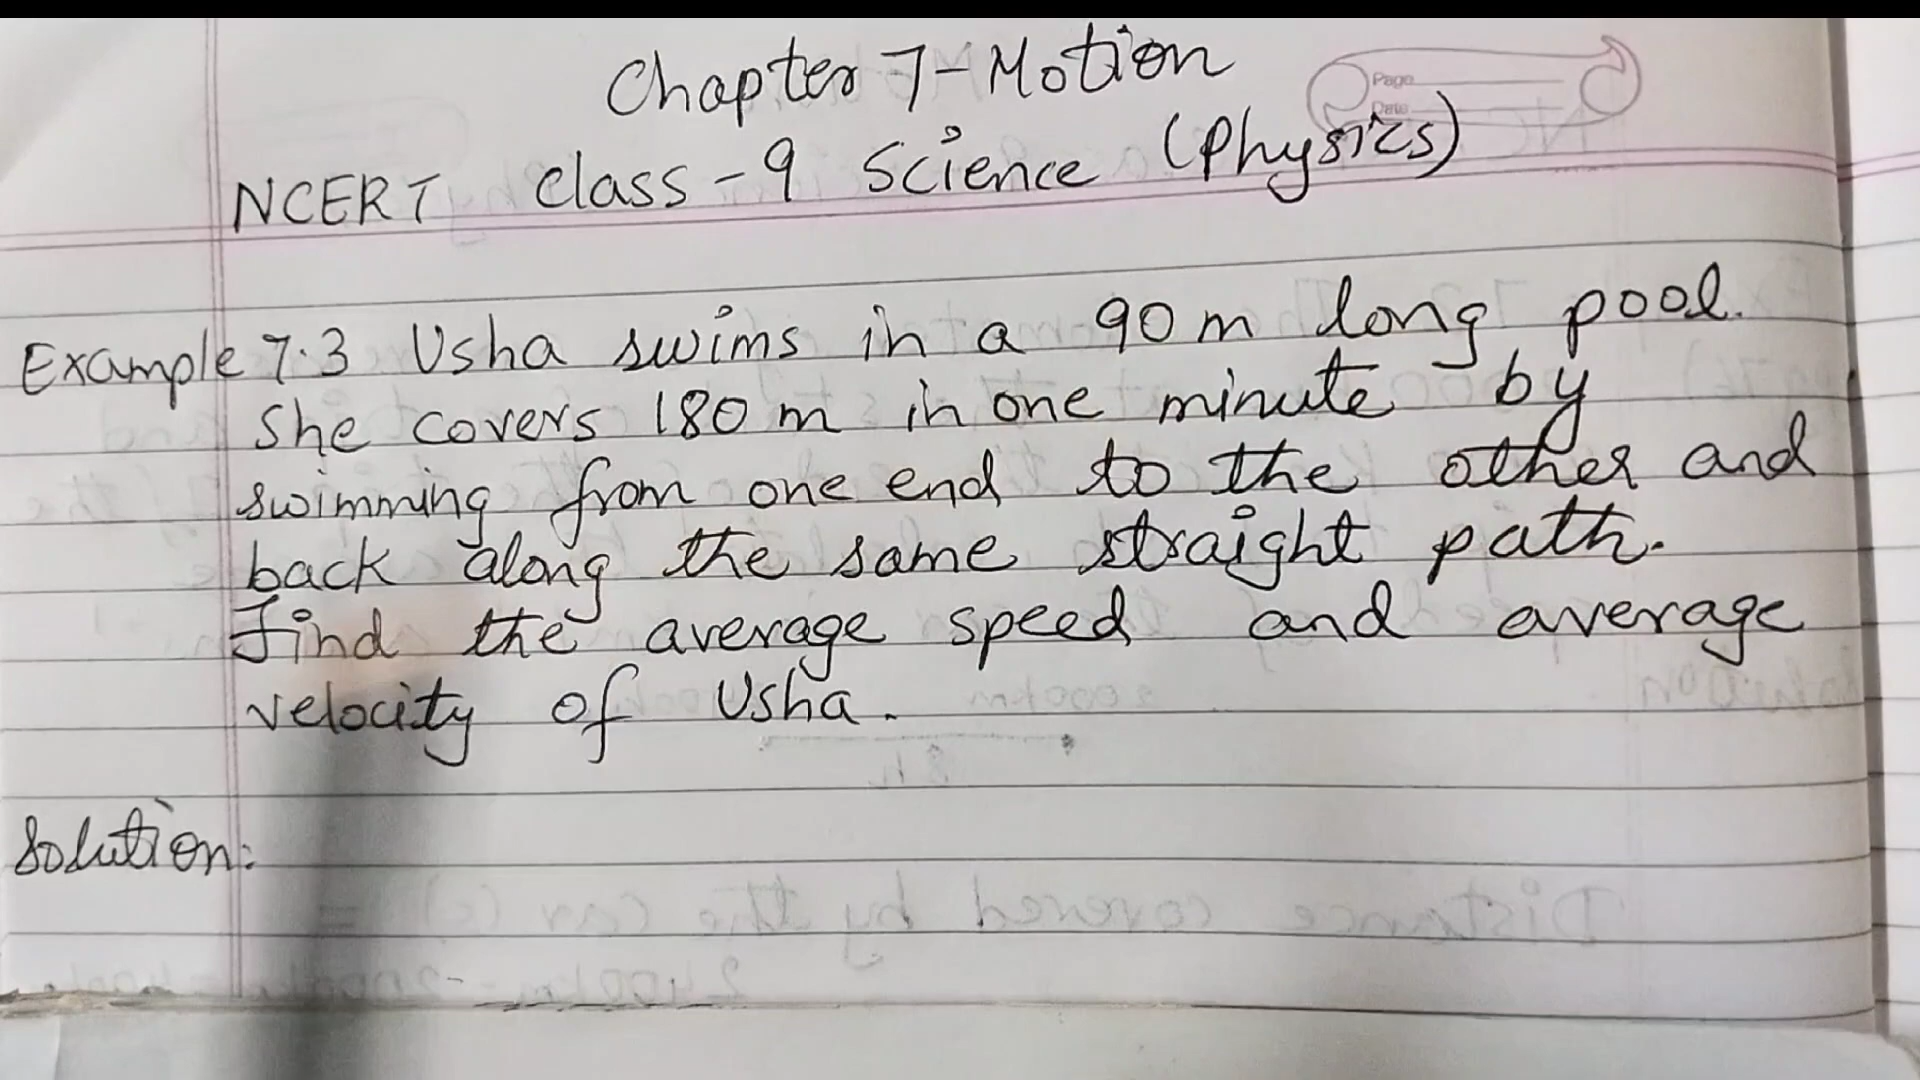 Chapter 7-Motion
Page
Date
NCERT Class-9 Science (Physics)
Example 7.3 Usha swims in a 90 m long pool.
She covers 180 m in one minute by
swimming from one end to the other and
back along the same straight path.
Find the average speed and average
velocity of Usha.
Solution: